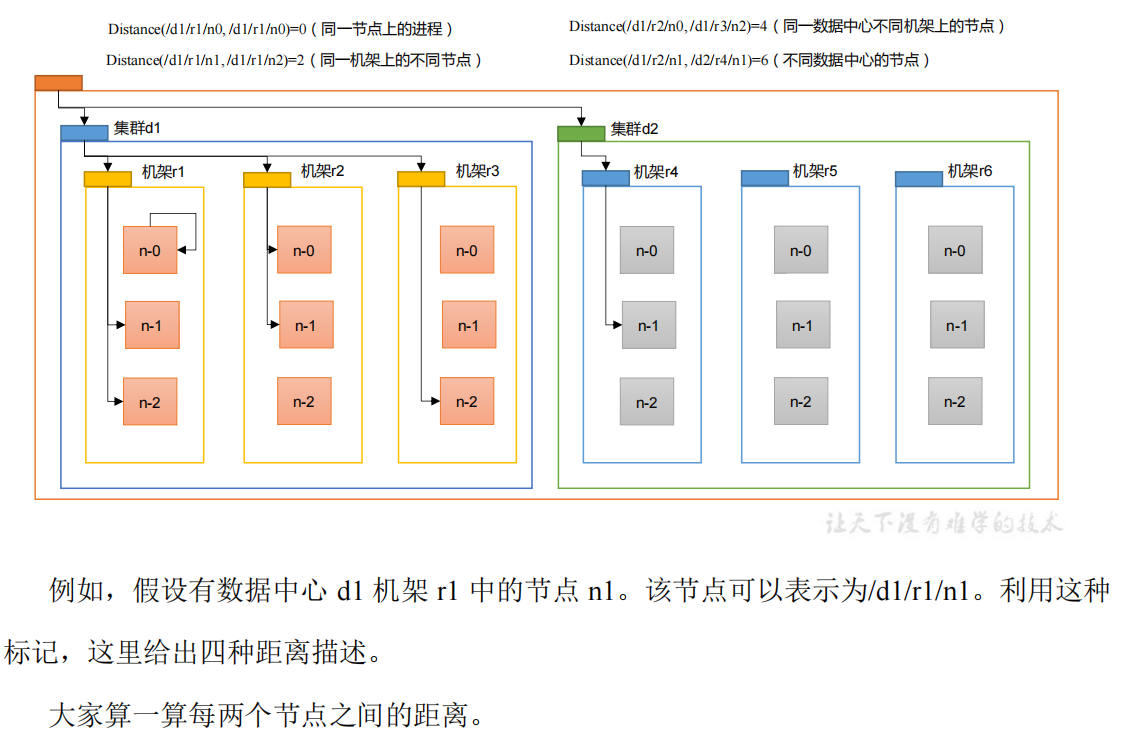 Distance(/d1/r1/n0, /d1/r1/n0)=0（同一节点上的进程）
Distance(/d1/r2/n0, /d1/r3/n2)=4（同一数据中心不同机架上的节点）
Distance(/d1/r1/n1, /d1/r1/n2)=2（同一机架上的不同节点）
Distance(/d1/r2/n1, /d2/r4/n1)=6（不同数据中心的节点）
集群d1
集群d2
机架r1
机架r2
机架r3
机架r4
机架r5
机架r6
n-0
n-0
n-0
n-0
n-0
n-0
n-1
n-1
n-1
n-1
n-1
n-1
n-2
n-2
n-2
n-2
n-2
n-2
让天下没有难学的技术
例如，假设有数据中心 d1 机架 r1 中的节点 n1。该节点可以表示为/d1/r1/n1。利用这种
标记，这里给出四种距离描述。
大家算一算每两个节点之间的距离。